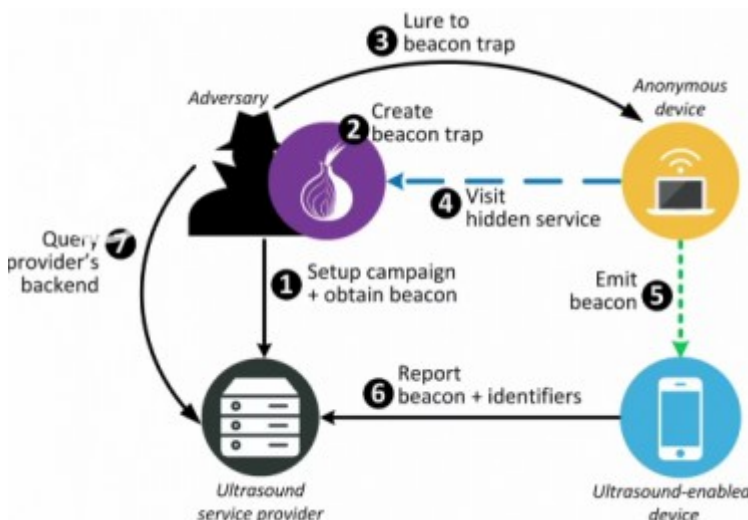 3 Lure to
beacon trap
Adversary
Anonymous
device
2 Create
beacon trap
4 Visit
hidden service
Query 7
provider's
backend
1 Setup campaign
+ obtain beacon
Emit 5
beacon
6 Report
beacon + identifiers
Ultrasound
service provider
Ultrasound-enabled
device